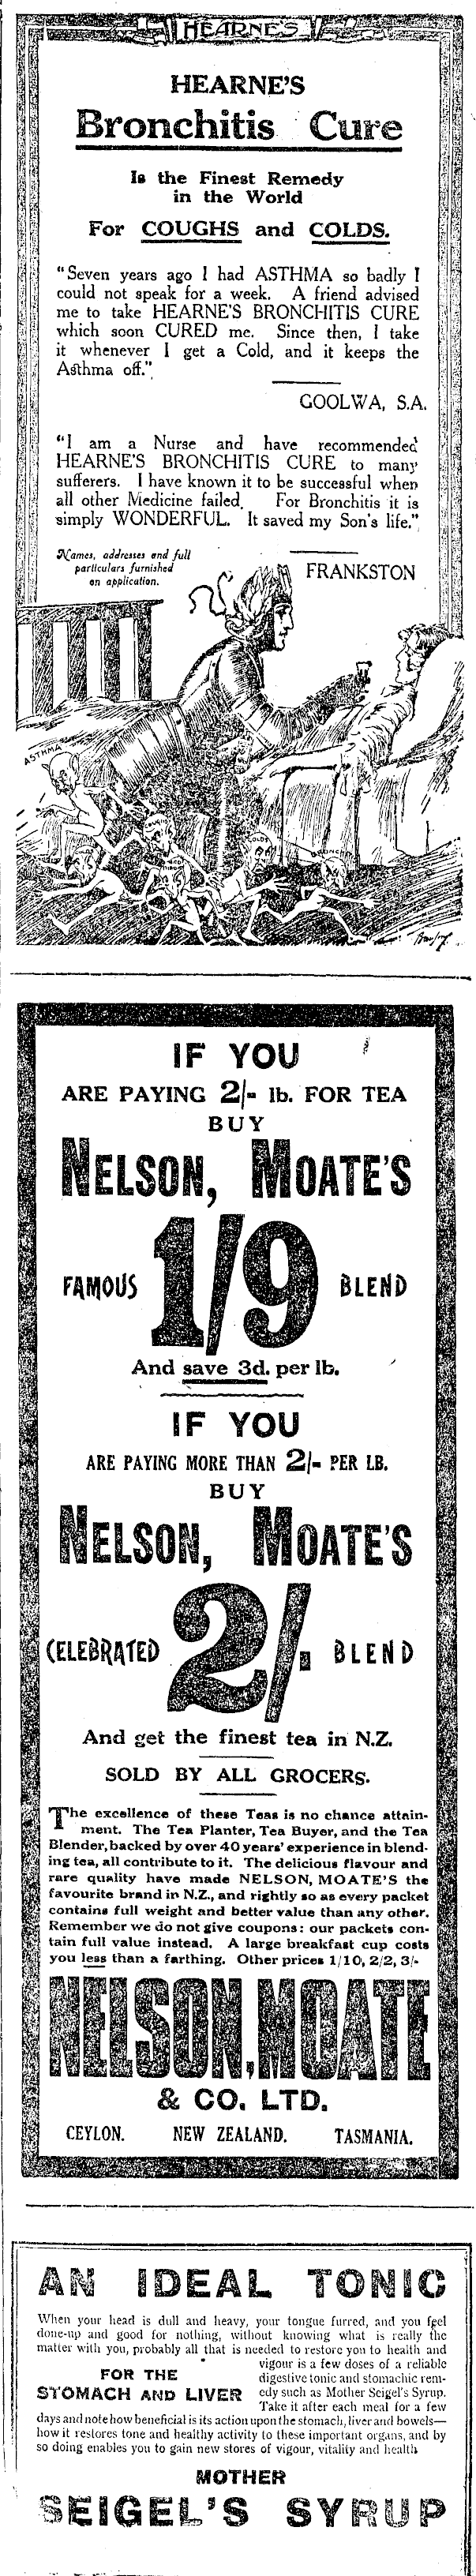 HEARNE'S
HEARNE'S
Bronchitis Cure
Is the Finest Remedy
in the World
For COUGHS and COLDS.
"Seven years ago I had ASTHMA so badly I
could not speak for a week. A friend advised
me to take HEARNE'S BRONCHITIS CURE
which soon CURED me. Since then, I take
it whenever I get a Cold, and it keeps the
Asthma off."
GOOLWA, S.A.
"I am a Nurse and have recommended
HEARNE'S BRONCHITIS CURE to many
sufferers. I have known it to be successful when
all other Medicine failed. For Bronchitis it is
simply WONDERFUL. It saved my Son's life."
Names, addresses and full
particulars furnished
on application.
FRANKSTON
ASTHMA
IF YOU
ARE PAYING 2/- lb. FOR TEA
BUY
NELSON, MOATE'S
FAMOUS 1/9 BLEND
And save 3d. per lb.
IF YOU
ARE PAYING MORE THAN 2/- PER LB.
BUY
NELSON, MOATE'S
CELEBRATED 2/- BLEND
And get the finest tea in N.Z.
SOLD BY ALL GROCERS.
The excellence of these Teas is no chance attain-
ment. The Tea Planter, Tea Buyer, and the Tea
Blender, backed by over 40 years' experience in blend-
ing tea, all contribute to it. The delicious flavour and
rare quality have made NELSON, MOATE'S the
favourite brand in N.Z., and rightly so as every packet
contains full weight and better value than any other.
Remember we do not give coupons: our packets con-
tain full value instead. A large breakfast cup costs
you less than a farthing. Other prices 1/10, 2/2, 3/-
NELSON, MOATE
& CO. LTD.
CEYLON. NEW ZEALAND. TASMANIA.
AN IDEAL TONIC
When your head is dull and heavy, your tongue furred, and you feel
done-up and good for nothing, without knowing what is really the
matter with you, probably all that is needed to restore you to health and
vigour is a few doses of a reliable
digestive tonic and stomachic rem-
edy such as Mother Seigel's Syrup.
Take it after each meal for a few
FOR THE
STOMACH AND LIVER
days and note how beneficial is its action upon the stomach, liver and bowels—
how it restores tone and healthy activity to these important organs, and by
so doing enables you to gain new stores of vigour, vitality and health
MOTHER
SEIGEL'S SYRUP